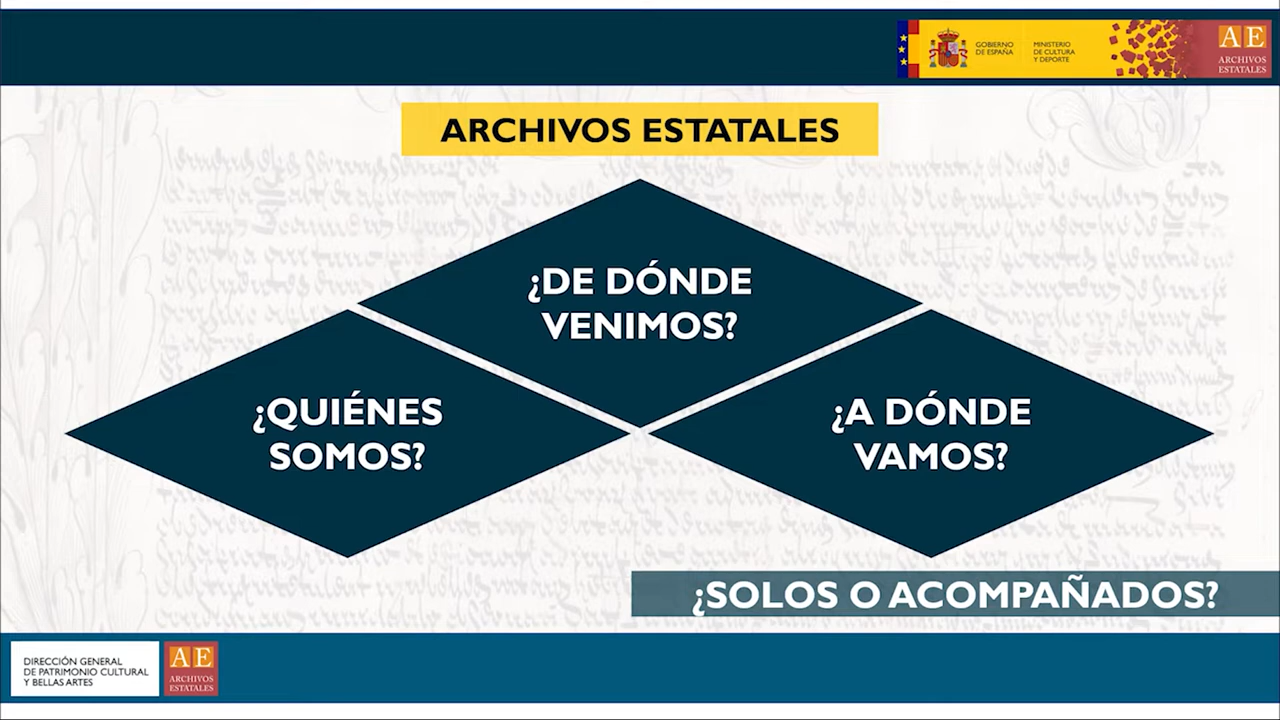 GOBIERNO
DE ESPAÑA
MINISTERIO
DE CULTURA
Y DEPORTE
AE
ARCHIVOS
ESTATALES
ARCHIVOS ESTATALES
¿DE DÓNDE
VENIMOS?
¿QUIÉNES
SOMOS?
¿A DÓNDE
VAMOS?
¿SOLOS O ACOMPAÑADOS?
DIRECCIÓN GENERAL
DE PATRIMONIO CULTURAL
Y BELLAS ARTES
AE
ARCHIVOS
ESTATALES